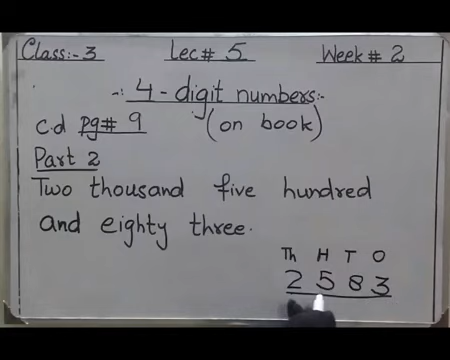 Class:- 3 Lec# 5 Week # 2
-: 4 - digit numbers:-
c.d pg# 9 (on book)
Part 2
Two thousand five hundred
and eighty three.
Th H T O
2 5 8 3